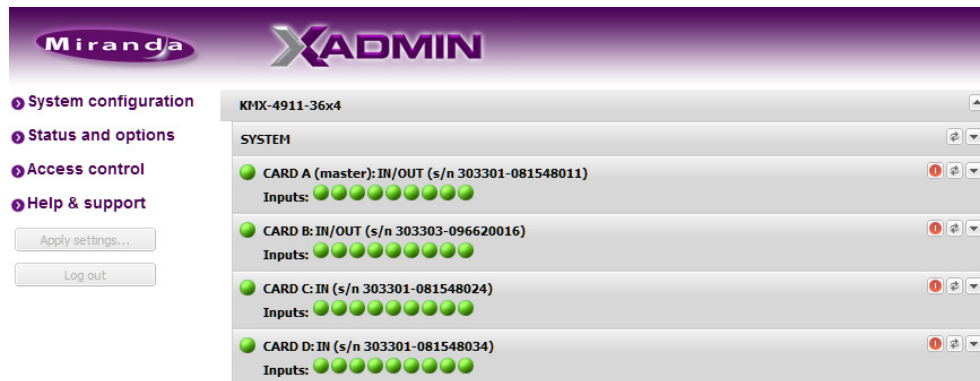 Miranda
XADMIN
System configuration
Status and options
Access control
Help & support
Apply settings...
Log out
KMX-4911-36x4
SYSTEM
CARD A (master): IN/OUT (s/n 303301-081548011)
Inputs:
CARD B: IN/OUT (s/n 303303-096620016)
Inputs:
CARD C: IN (s/n 303301-081548024)
Inputs:
CARD D: IN (s/n 303301-081548034)
Inputs: